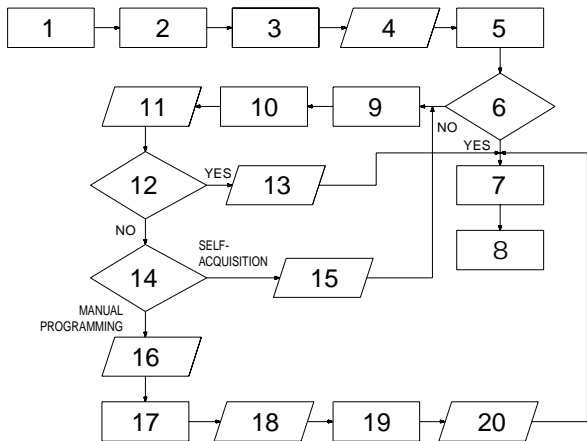 1
2
3
4
5
6
NO
YES
9
10
11
12
YES
13
7
8
NO
14
SELF-
ACQUISITION
15
MANUAL
PROGRAMMING
16
17
18
19
20